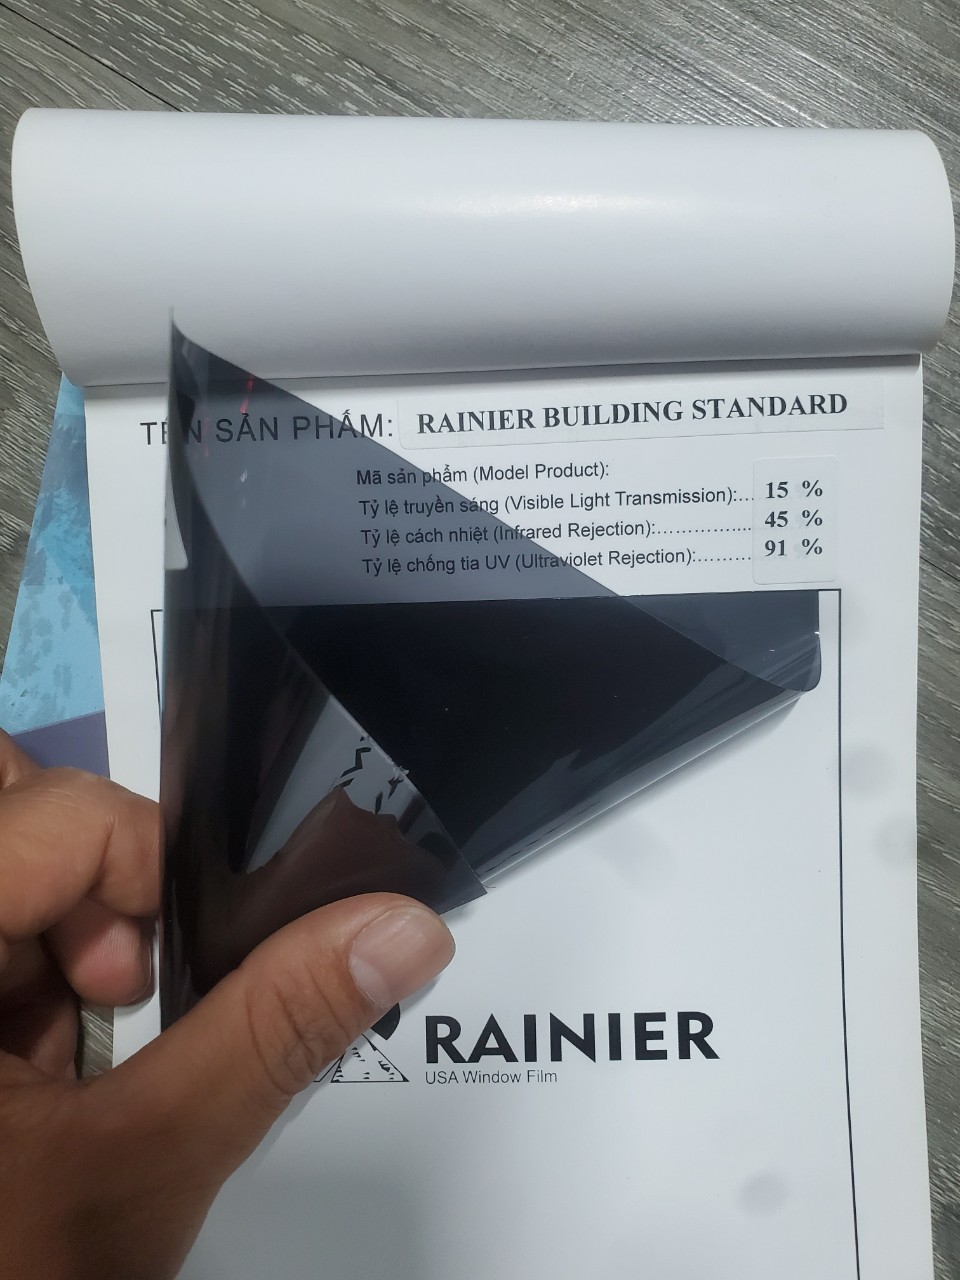 TÊN SẢN PHẨM: RAINIER BUILDING STANDARD
Mã sản phẩm (Model Product):
Tỷ lệ truyền sáng (Visible Light Transmission):... 15 %
Tỷ lệ cách nhiệt (Infrared Rejection):................ 45 %
Tỷ lệ chống tia UV (Ultraviolet Rejection):......... 91 %
RAINIER
USA Window Film